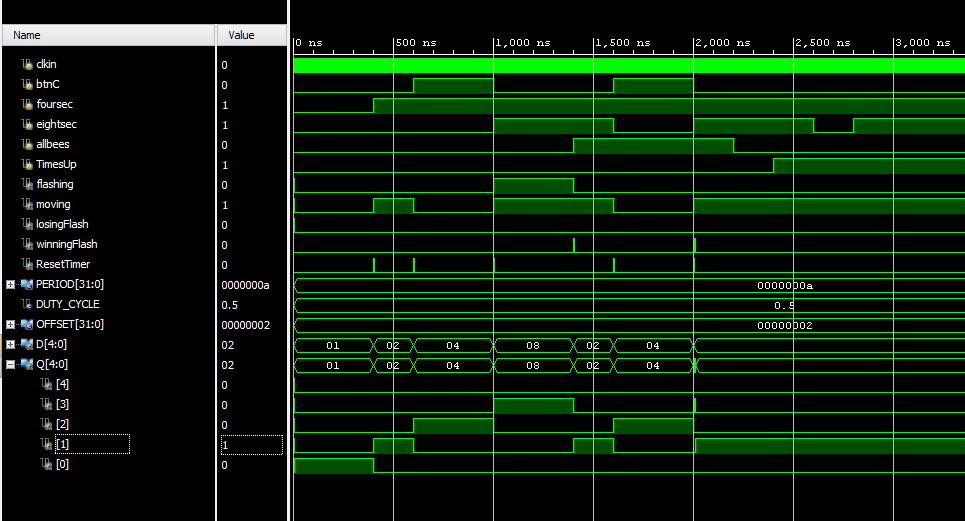 Name Value
0 ns 500 ns 1,000 ns 1,500 ns 2,000 ns 2,500 ns 3,000 ns
clkin 0
btnC 0
foursec 1
eightsec 1
allbees 0
TimesUp 1
flashing 0
moving 1
losingFlash 0
winningFlash 0
ResetTimer 0
PERIOD[31:0] 0000000a 0000000a
DUTY_CYCLE 0.5 0.5
OFFSET[31:0] 00000002 00000002
D[4:0] 02 01 02 04 08 02 04
Q[4:0] 02 01 02 04 08 02 04
[4] 0
[3] 0
[2] 0
[1] 1
[0] 0